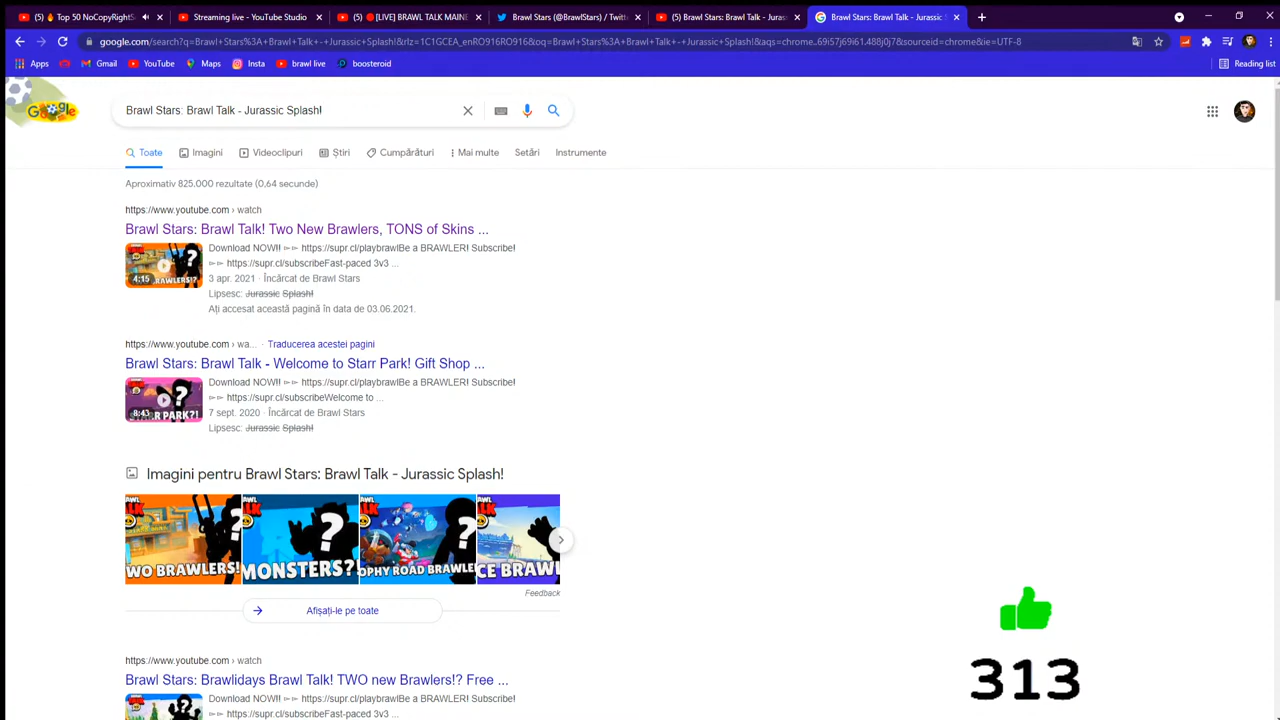 (5) 🔥 Top 50 NoCopyRightS
Streaming live - YouTube Studio
(5) 🔴[LIVE] BRAWL TALK MAINE
Brawl Stars (@BrawlStars) / Twitt
(5) Brawl Stars: Brawl Talk - Juras
Brawl Stars: Brawl Talk - Jurassic S
google.com/search?q=Brawl+Stars%3A+Brawl+Talk+-+Jurassic+Splash!&rlz=1C1GCEA_enRO916RO916&oq=Brawl+Stars%3A+Brawl+Talk+-+Jurassic+Splash!&aqs=chrome..69i57j69i61.488j0j7&sourceid=chrome&ie=UTF-8
Apps
Gmail
YouTube
Maps
Insta
brawl live
boosteroid
Reading list
Google
Brawl Stars: Brawl Talk - Jurassic Splash!
Toate
Imagini
Videoclipuri
Știri
Cumpărături
Mai multe
Setări
Instrumente
Aproximativ 825.000 rezultate (0,64 secunde)
https://www.youtube.com › watch
Brawl Stars: Brawl Talk! Two New Brawlers, TONS of Skins ...
Download NOW!! ▻▻ https://supr.cl/playbrawlBe a BRAWLER! Subscribe!
▻▻ https://supr.cl/subscribeFast-paced 3v3 ...
4:15
3 apr. 2021 · Încărcat de Brawl Stars
Lipsesc: Jurassic Splash!
Ați accesat această pagină în data de 03.06.2021.
https://www.youtube.com › wa... · Traducerea acestei pagini
Brawl Stars: Brawl Talk - Welcome to Starr Park! Gift Shop ...
Download NOW!! ▻▻ https://supr.cl/playbrawlBe a BRAWLER! Subscribe!
▻▻ https://supr.cl/subscribeWelcome to ...
8:43
7 sept. 2020 · Încărcat de Brawl Stars
Lipsesc: Jurassic Splash!
Imagini pentru Brawl Stars: Brawl Talk - Jurassic Splash!
WO BRAWLERS!
MONSTERS?
OPHY ROAD BRAWLE
CE BRAWL
Feedback
Afișați-le pe toate
https://www.youtube.com › watch
Brawl Stars: Brawlidays Brawl Talk! TWO new Brawlers!? Free ...
Download NOW!! ▻▻ https://supr.cl/playbrawlBe a BRAWLER! Subscribe!
▻▻ https://supr.cl/subscribeFast-paced 3v3 ...
313